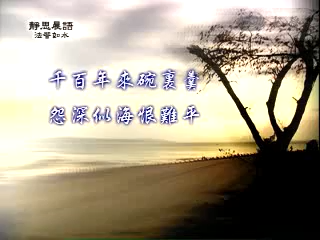 靜思晨語
法譬如水
千百年來碗裏羹
怨深似海恨難平